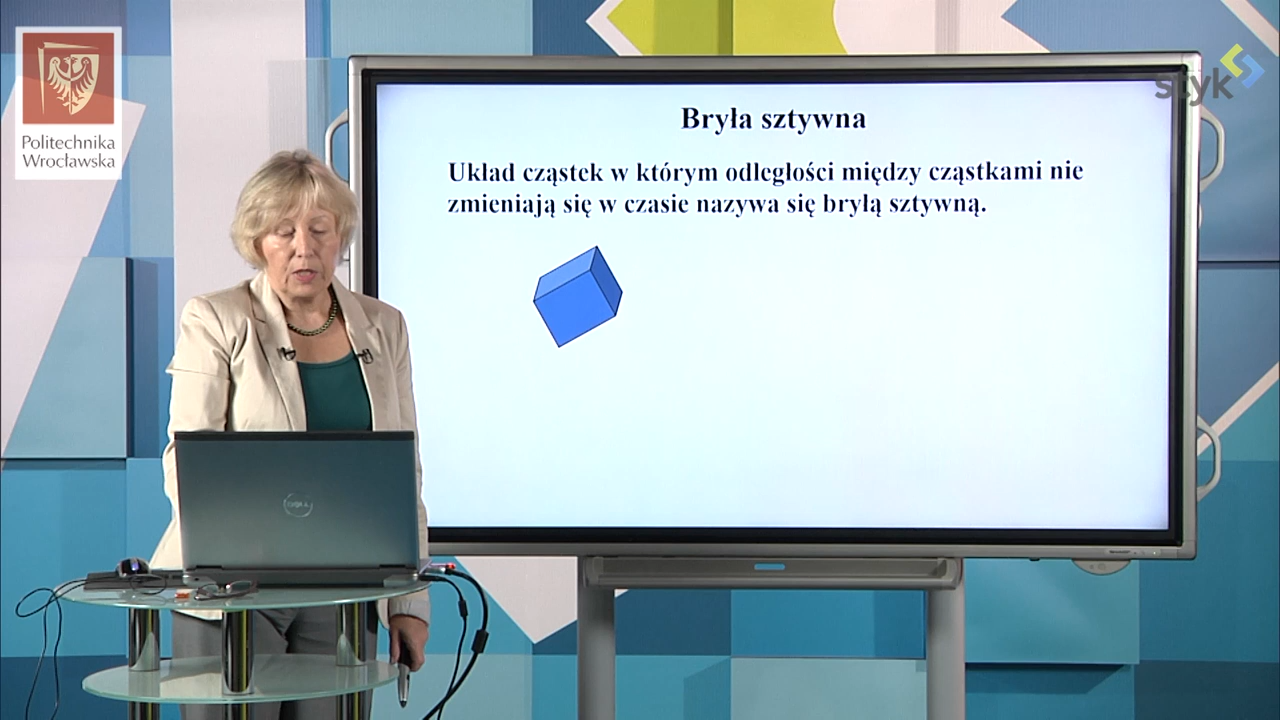 Politechnika
Wrocławska
styk
Bryła sztywna
Układ cząstek w którym odległości między cząstkami nie
zmieniają się w czasie nazywa się bryłą sztywną.